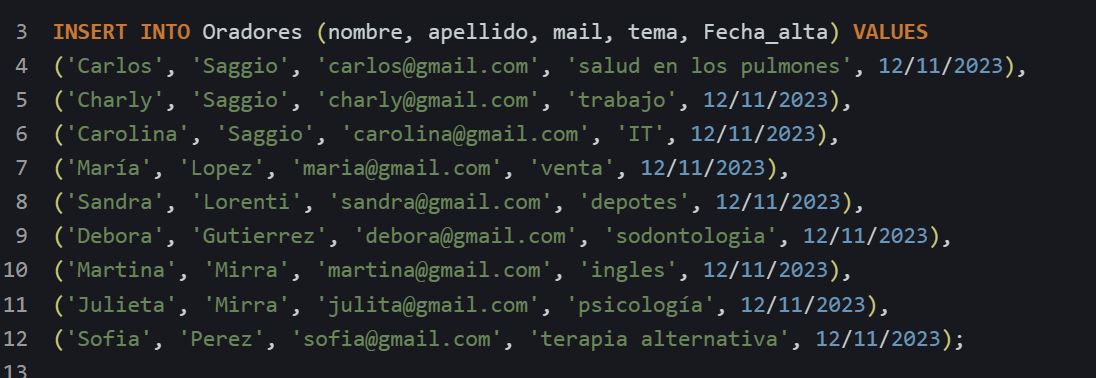 3 INSERT INTO Oradores (nombre, apellido, mail, tema, Fecha_alta) VALUES
4 ('Carlos', 'Saggio', 'carlos@gmail.com', 'salud en los pulmones', 12/11/2023),
5 ('Charly', 'Saggio', 'charly@gmail.com', 'trabajo', 12/11/2023),
6 ('Carolina', 'Saggio', 'carolina@gmail.com', 'IT', 12/11/2023),
7 ('María', 'Lopez', 'maria@gmail.com', 'venta', 12/11/2023),
8 ('Sandra', 'Lorenti', 'sandra@gmail.com', 'depotes', 12/11/2023),
9 ('Debora', 'Gutierrez', 'debora@gmail.com', 'sodontologia', 12/11/2023),
10 ('Martina', 'Mirra', 'martina@gmail.com', 'ingles', 12/11/2023),
11 ('Julieta', 'Mirra', 'julita@gmail.com', 'psicología', 12/11/2023),
12 ('Sofia', 'Perez', 'sofia@gmail.com', 'terapia alternativa', 12/11/2023);
13